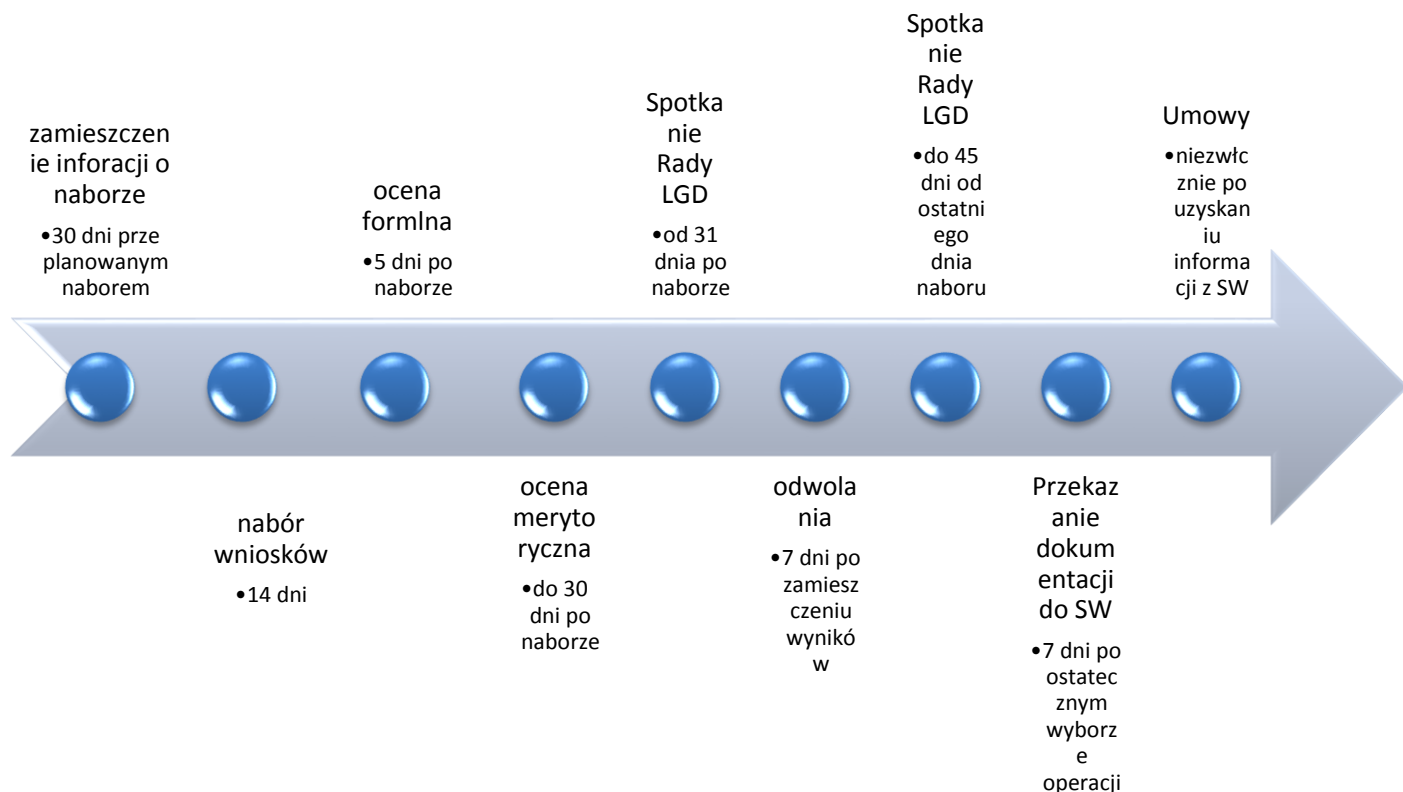 zamieszczen
ie inforacji o
naborze
•30 dni prze
planowanym
naborem
nabór
wniosków
•14 dni
ocena
formlna
•5 dni po
naborze
ocena
meryto
ryczna
•do 30
dni po
naborze
Spotka
nie
Rady
LGD
•od 31
dnia po
naborze
odwola
nia
•7 dni po
zamiesz
czeniu
wynikó
w
Spotka
nie
Rady
LGD
•do 45
dni od
ostatni
ego
dnia
naboru
Przekaz
anie
dokum
entacji
do SW
•7 dni po
ostatec
znym
wyborz
e
operacji
Umowy
•niezwłc
znie po
uzyskan
iu
informa
cji z SW